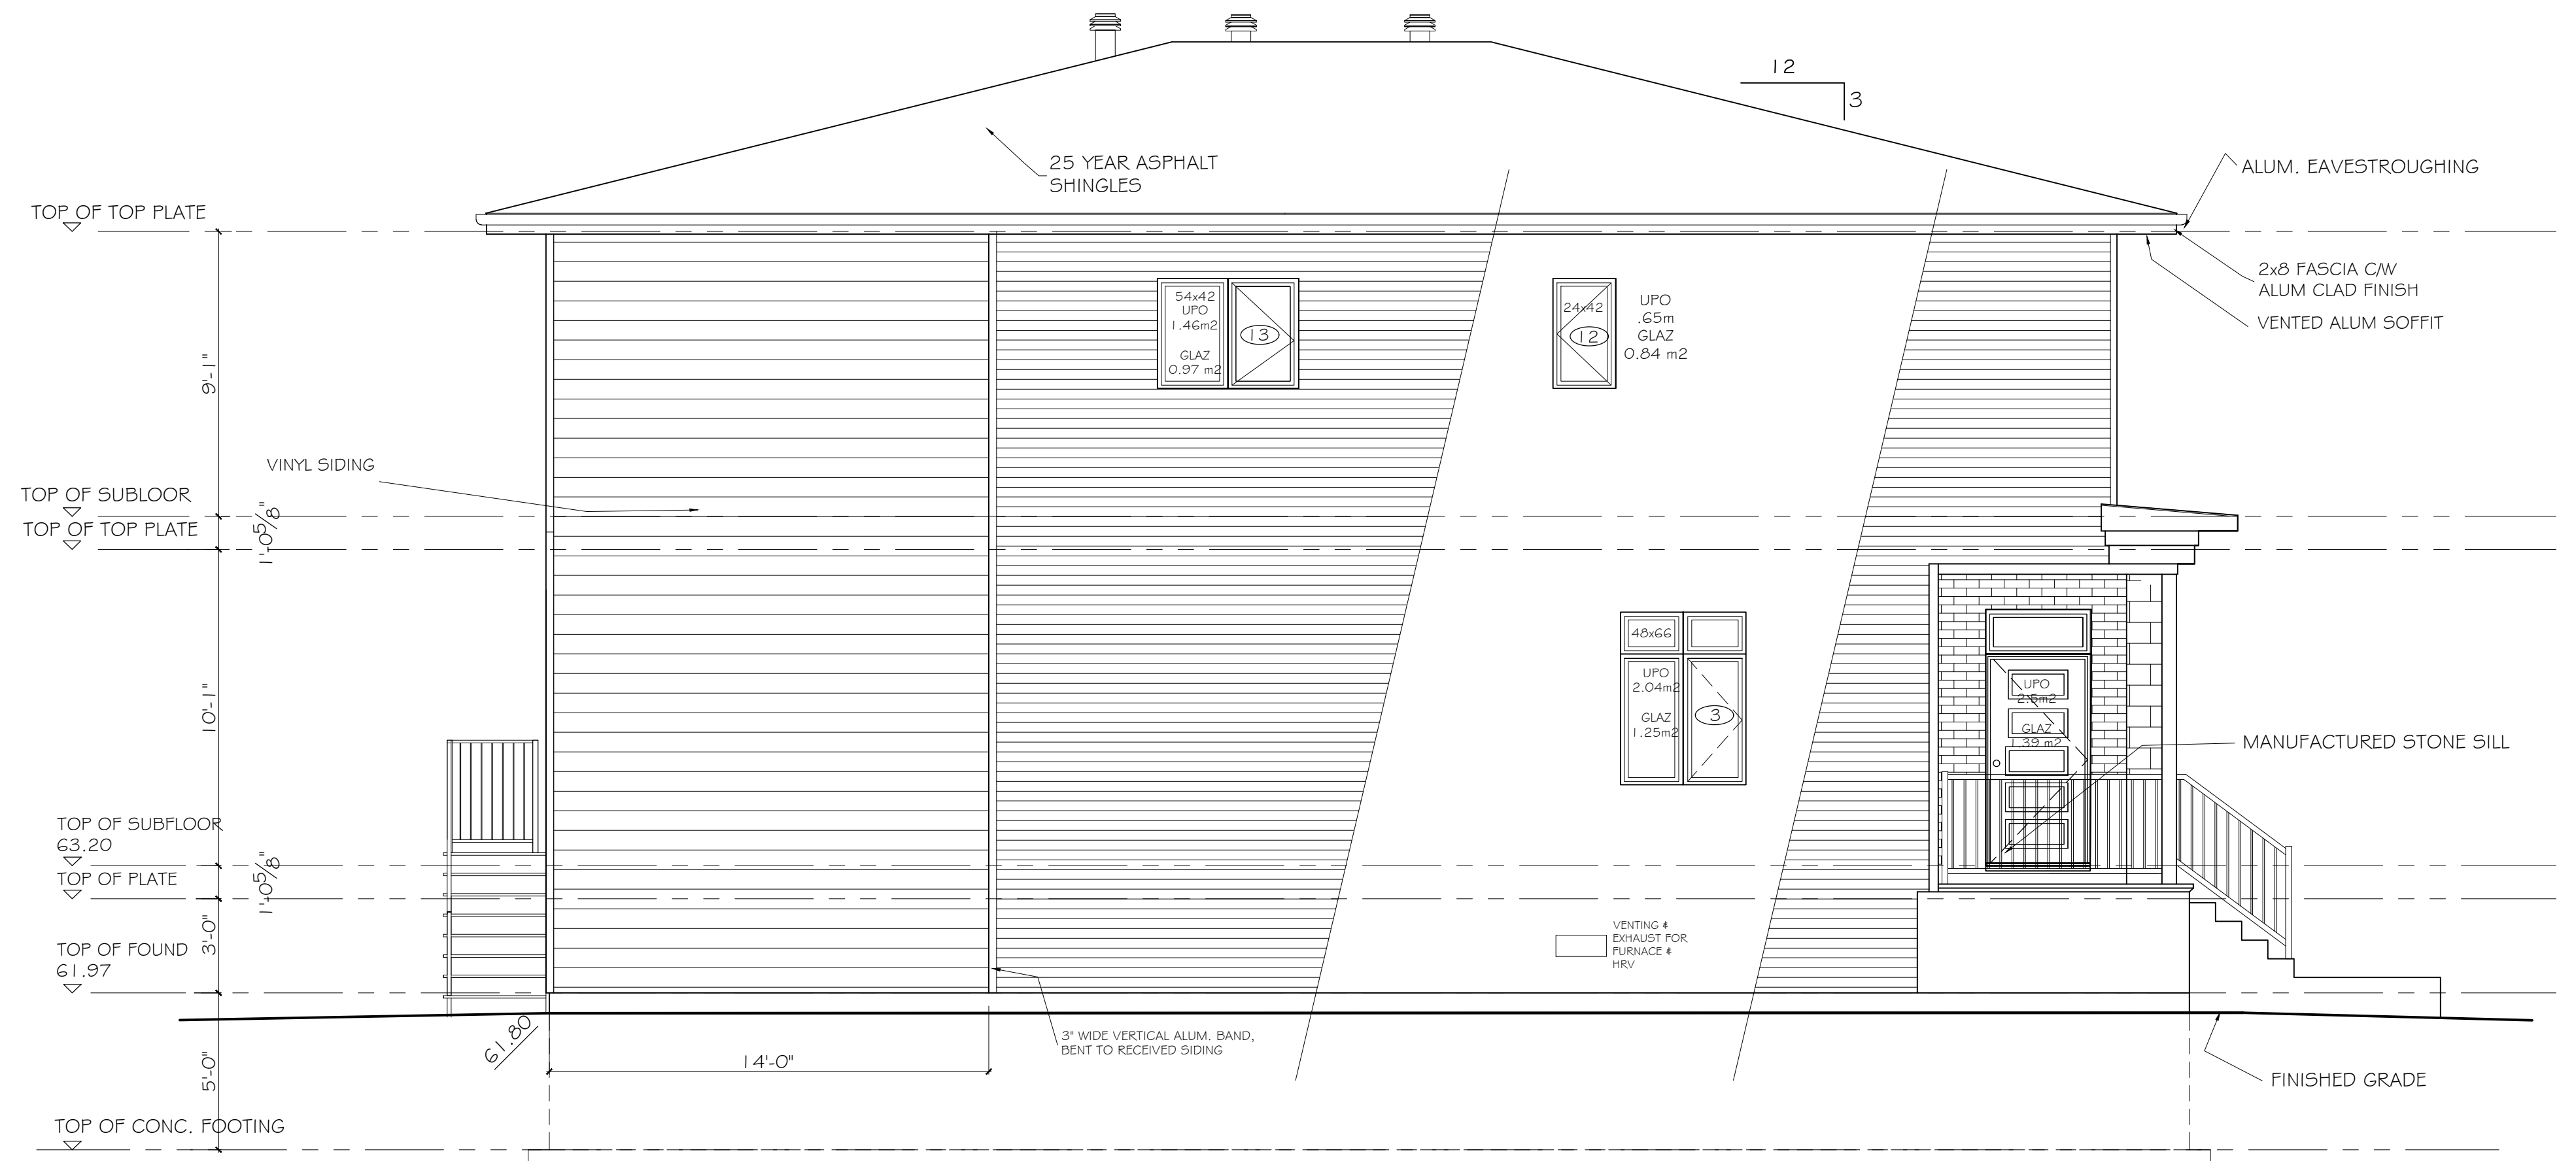 12
3
25 YEAR ASPHALT
SHINGLES
ALUM. EAVESTROUGHING
TOP OF TOP PLATE
2x8 FASCIA C/W
ALUM CLAD FINISH
VENTED ALUM SOFFIT
54x42
UPO
1.46m2
GLAZ
0.97 m2
13
24x42
12
UPO
.65m
GLAZ
0.84 m2
9'-1"
VINYL SIDING
TOP OF SUBLOOR
1'-0 5/8"
TOP OF TOP PLATE
48x66
UPO
2.04m2
GLAZ
1.25m2
3
10'-1"
UPO
2.5m2
GLAZ
.39 m2
MANUFACTURED STONE SILL
TOP OF SUBFLOOR
63.20
1'-0 5/8"
TOP OF PLATE
3'-0"
TOP OF FOUND
61.97
VENTING &
EXHAUST FOR
FURNACE &
HRV
61.80
14'-0"
3" WIDE VERTICAL ALUM. BAND,
BENT TO RECEIVED SIDING
5'-0"
FINISHED GRADE
TOP OF CONC. FOOTING